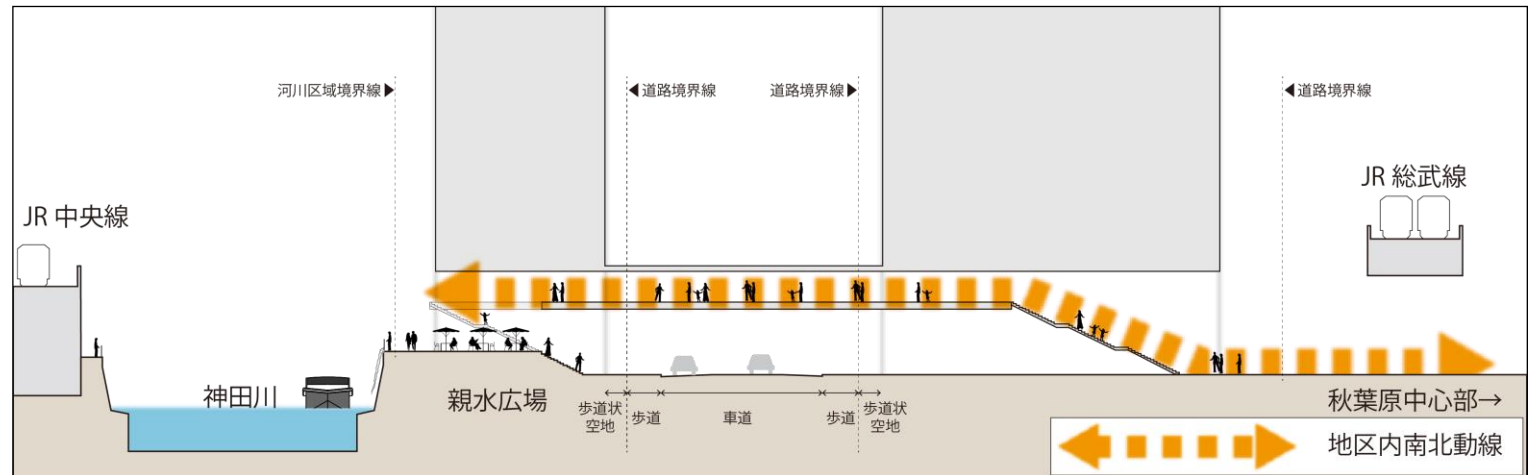 河川区域境界線▶
◀道路境界線
道路境界線▶
◀道路境界線
JR 中央線
JR 総武線
神田川
親水広場
歩道状
空地
歩道
車道
歩道
歩道状
空地
秋葉原中心部→
地区内南北動線